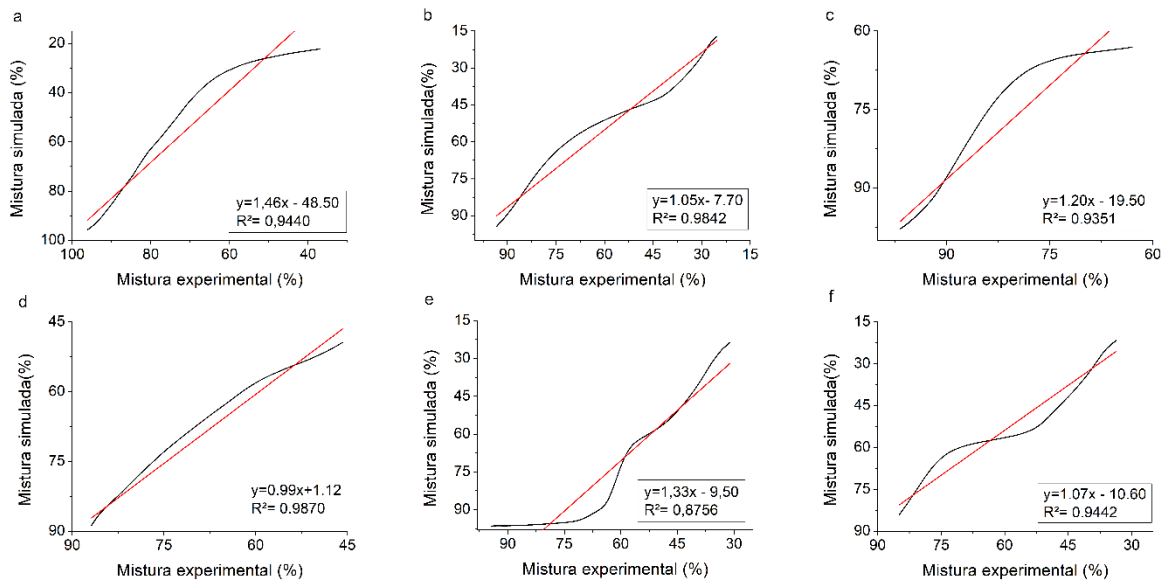 a
Mistura simulada (%)
20
40
60
80
100
100
80
60
40
Mistura experimental (%)
y=1,46x - 48.50
R²= 0,9440
b
Mistura simulada(%)
15
30
45
60
75
90
90
75
60
45
30
15
Mistura experimental (%)
y=1.05x- 7.70
R²= 0.9842
c
Mistura simulada (%)
60
75
90
90
75
60
Mistura experimental (%)
y=1.20x - 19.50
R²= 0.9351
d
Mistura simulada(%)
45
60
75
90
90
75
60
45
Mistura experimental (%)
y=0.99x+1.12
R²= 0.9870
e
Mistura simulada (%)
15
30
45
60
75
90
90
60
30
Mistura experimental (%)
y=1,33x - 9,50
R²= 0,8756
f
Mistura simulada(%)
15
30
45
60
75
90
90
75
60
45
30
Mistura experimental (%)
y=1.07x - 10.60
R²= 0.9442